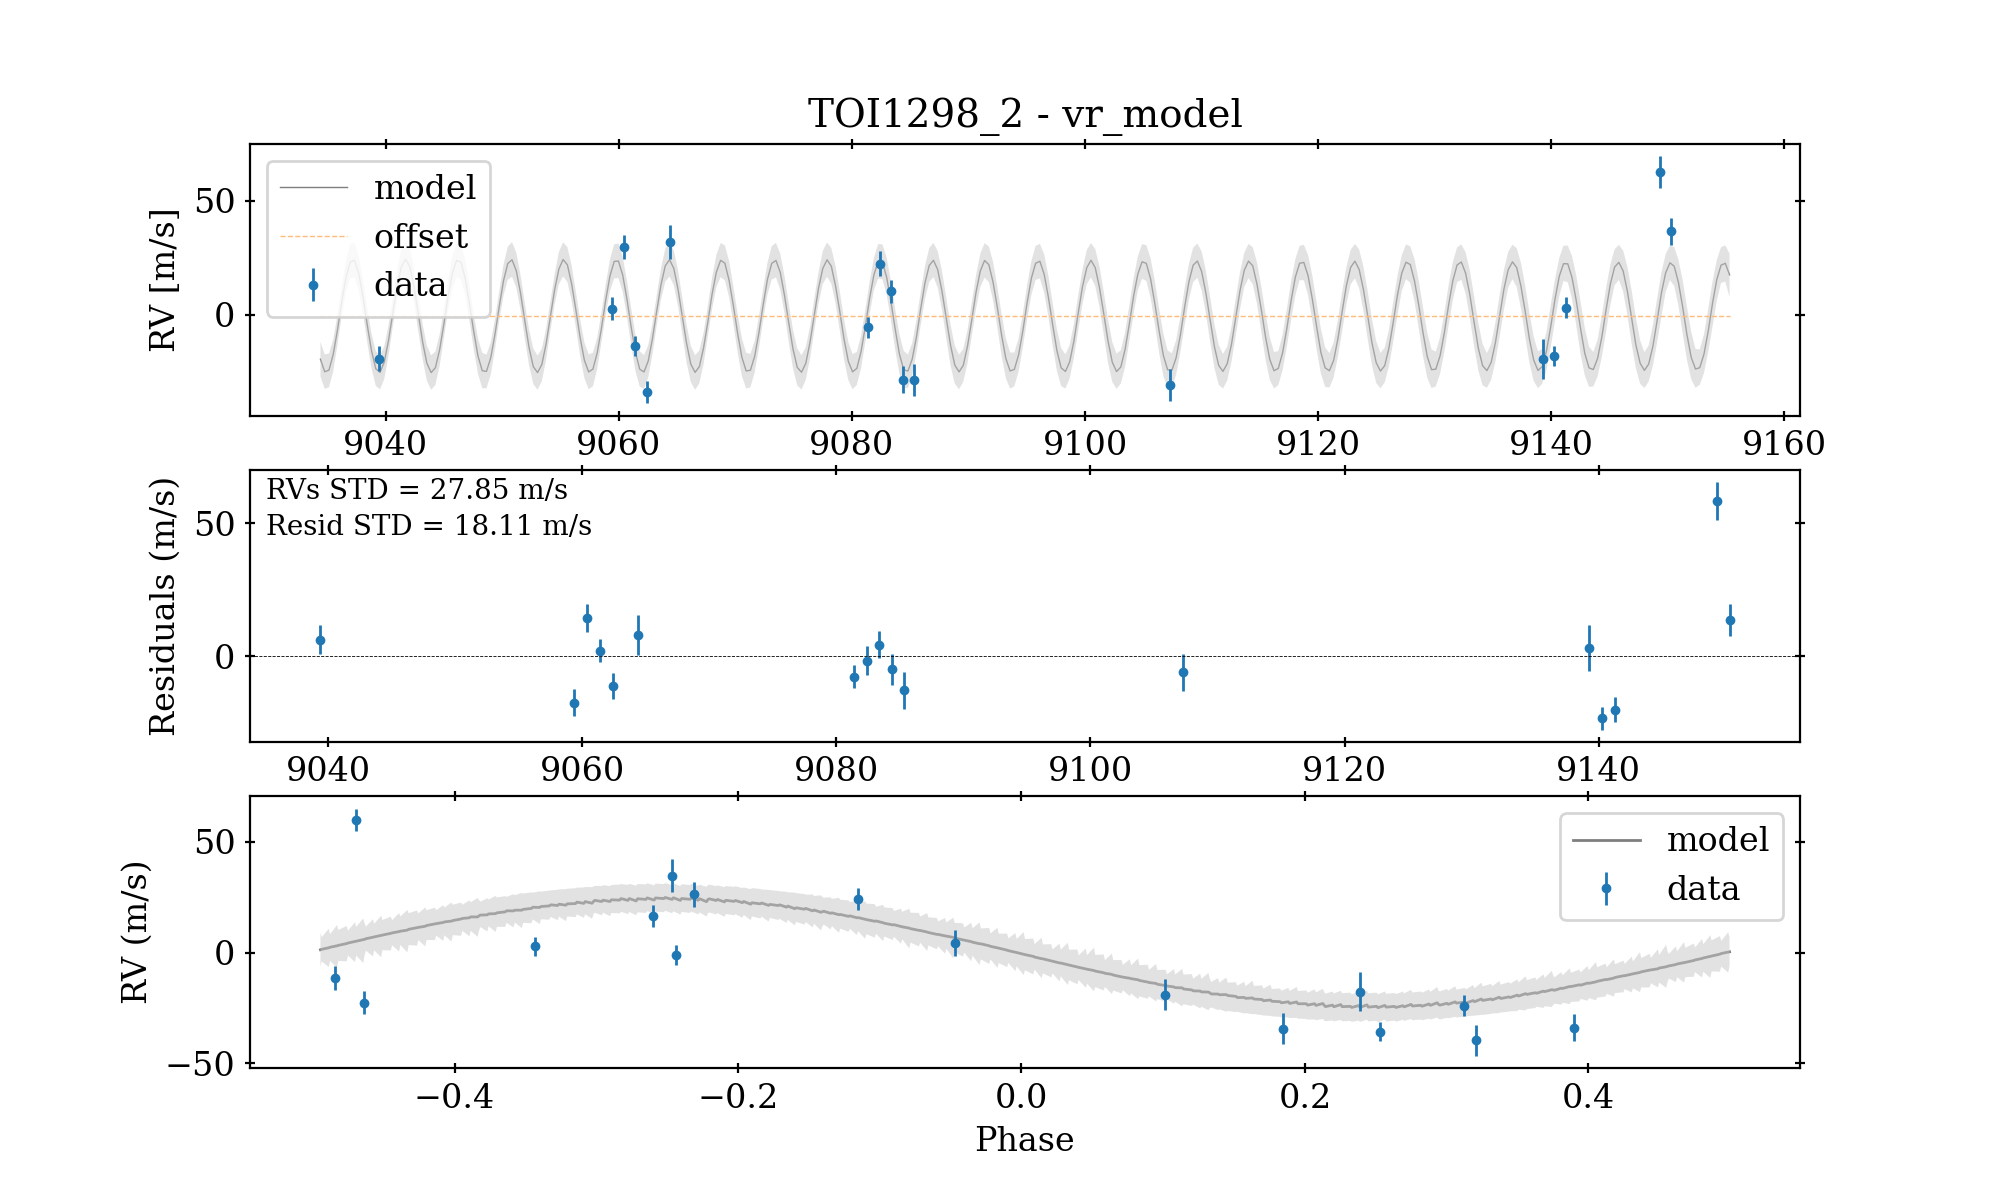 TOI1298_2 - vr_model
RV [m/s]
50
0
model
offset
data
9040 9060 9080 9100 9120 9140 9160
Residuals (m/s)
50
0
RVs STD = 27.85 m/s
Resid STD = 18.11 m/s
9040 9060 9080 9100 9120 9140
RV (m/s)
50
0
−50
model
data
−0.4 −0.2 0.0 0.2 0.4
Phase